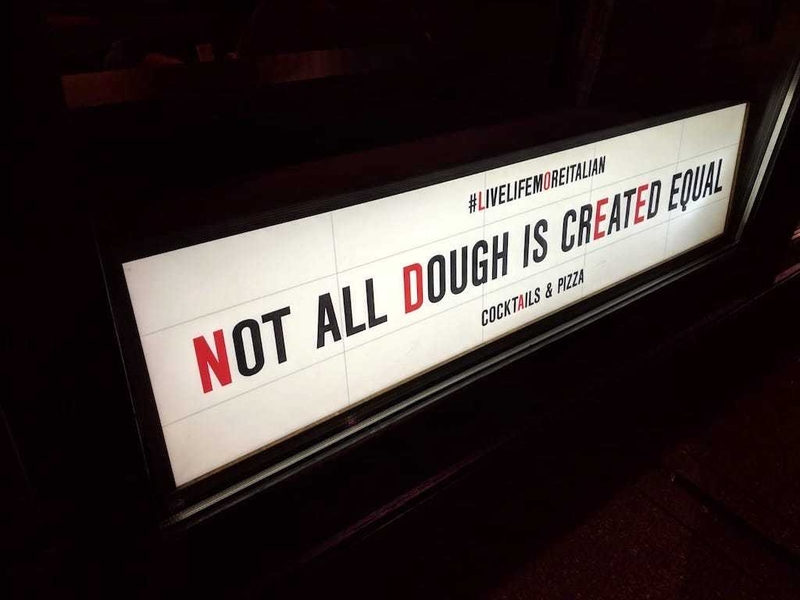 #LIVELIFEMOREITALIAN
NOT ALL DOUGH IS CREATED EQUAL
COCKTAILS & PIZZA